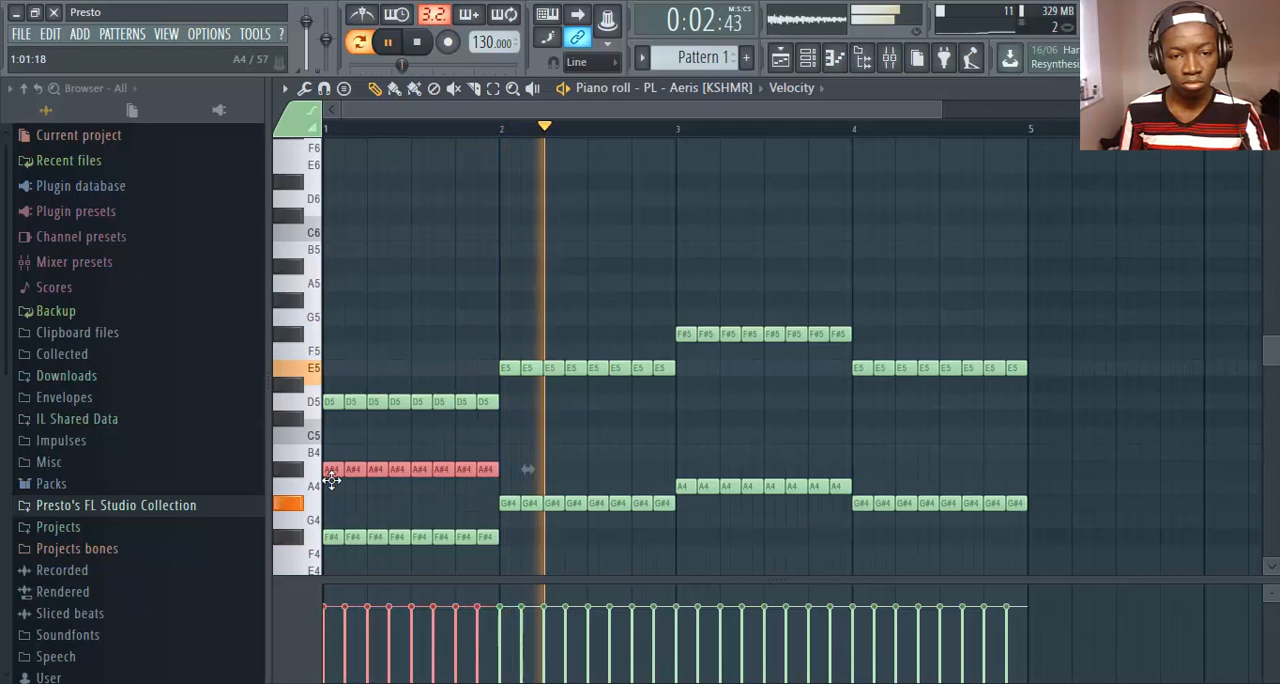 Presto
3.2.
0:02:43
M:S:CS
11
329 MB
2
FILE EDIT ADD PATTERNS VIEW OPTIONS TOOLS ?
130.000
1:01:18
A4 / 57
Line
Pattern 1
+
16/06 Har
Resynthesi
Browser - All
Piano roll - PL - Aeris [KSHMR]
Velocity
1 2 3 4 5
Current project
Recent files
Plugin database
Plugin presets
Channel presets
Mixer presets
Scores
Backup
Clipboard files
Collected
Downloads
Envelopes
IL Shared Data
Impulses
Misc
Packs
Presto's FL Studio Collection
Projects
Projects bones
Recorded
Rendered
Sliced beats
Soundfonts
Speech
User
F6
E6
D6
C6
B5
A5
G5
F#5 F#5 F#5 F#5 F#5 F#5 F#5 F#5
F5
E5
E5 E5 E5 E5 E5 E5 E5 E5
E5 E5 E5 E5 E5 E5 E5 E5
D5
D5 D5 D5 D5 D5 D5 D5 D5
C5
B4
A#4 A#4 A#4 A#4 A#4 A#4 A#4 A#4
A4
A4 A4 A4 A4 A4 A4 A4 A4
G#4 G#4 G#4 G#4 G#4 G#4 G#4 G#4
G#4 G#4 G#4 G#4 G#4 G#4 G#4 G#4
G4
F#4 F#4 F#4 F#4 F#4 F#4 F#4 F#4
F4
E4